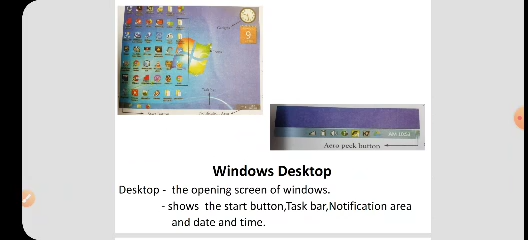 9
Aero peek button
Windows Desktop
Desktop - the opening screen of windows.
- shows the start button,Task bar,Notification area
and date and time.